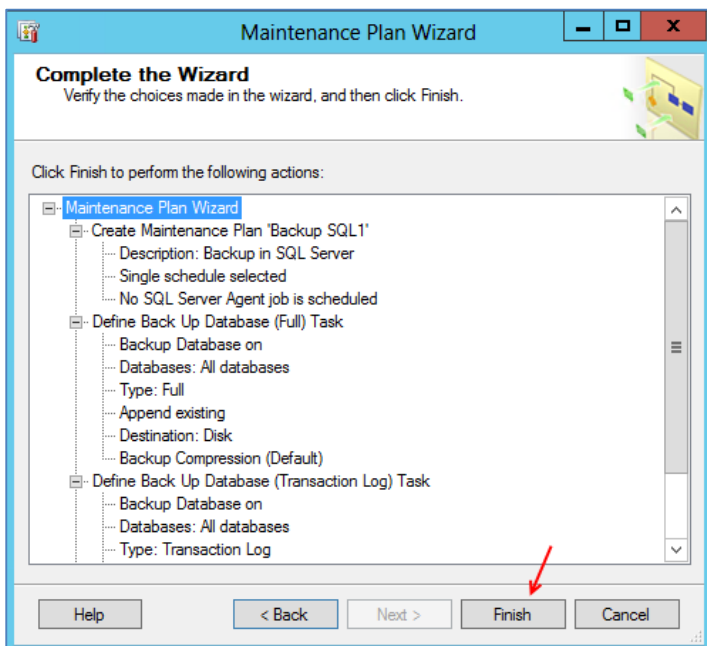 Maintenance Plan Wizard
Complete the Wizard
Verify the choices made in the wizard, and then click Finish.
Click Finish to perform the following actions:
Maintenance Plan Wizard
Create Maintenance Plan 'Backup SQL1'
Description: Backup in SQL Server
Single schedule selected
No SQL Server Agent job is scheduled
Define Back Up Database (Full) Task
Backup Database on
Databases: All databases
Type: Full
Append existing
Destination: Disk
Backup Compression (Default)
Define Back Up Database (Transaction Log) Task
Backup Database on
Databases: All databases
Type: Transaction Log
Help < Back Next > Finish Cancel